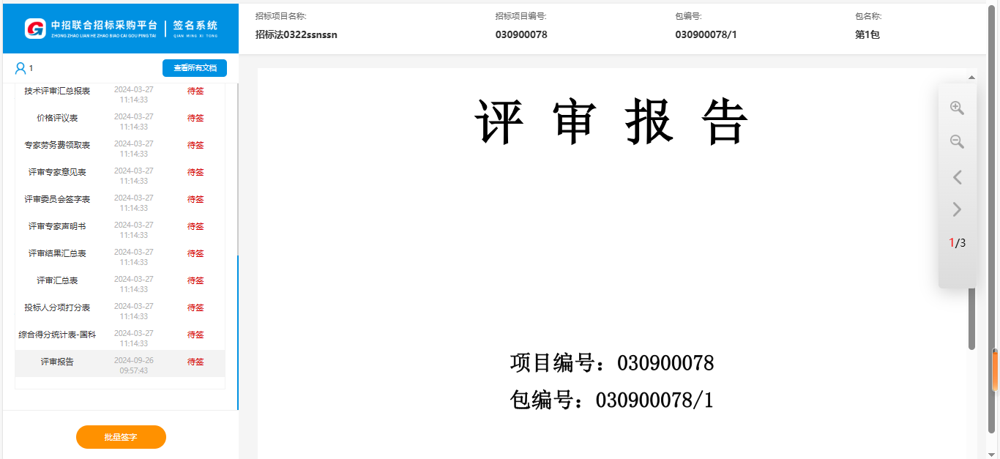 中招联合招标采购平台
ZHONG ZHAO LIAN HE ZHAO BIAO CAI GOU PING TAI
签名系统
QIAN MING XI TONG
招标项目名称:
招标法0322ssnssn
招标项目编号:
030900078
包编号:
030900078/1
包名称:
第1包
1
查看所有文档
技术评审汇总报表 2024-03-27 待签
11:14:33
价格评议表 2024-03-27 待签
11:14:33
专家劳务费领取表 2024-03-27 待签
11:14:33
评审专家意见表 2024-03-27 待签
11:14:33
评审委员会签字表 2024-03-27 待签
11:14:33
评审专家声明书 2024-03-27 待签
11:14:33
评审结果汇总表 2024-03-27 待签
11:14:33
评审汇总表 2024-03-27 待签
11:14:33
投标人分项打分表 2024-03-27 待签
11:14:33
综合得分统计表-国科 2024-03-27 待签
11:14:33
评审报告 2024-09-26 待签
09:57:43
批量签字
评 审 报 告
项目编号：030900078
包编号：030900078/1
1/3